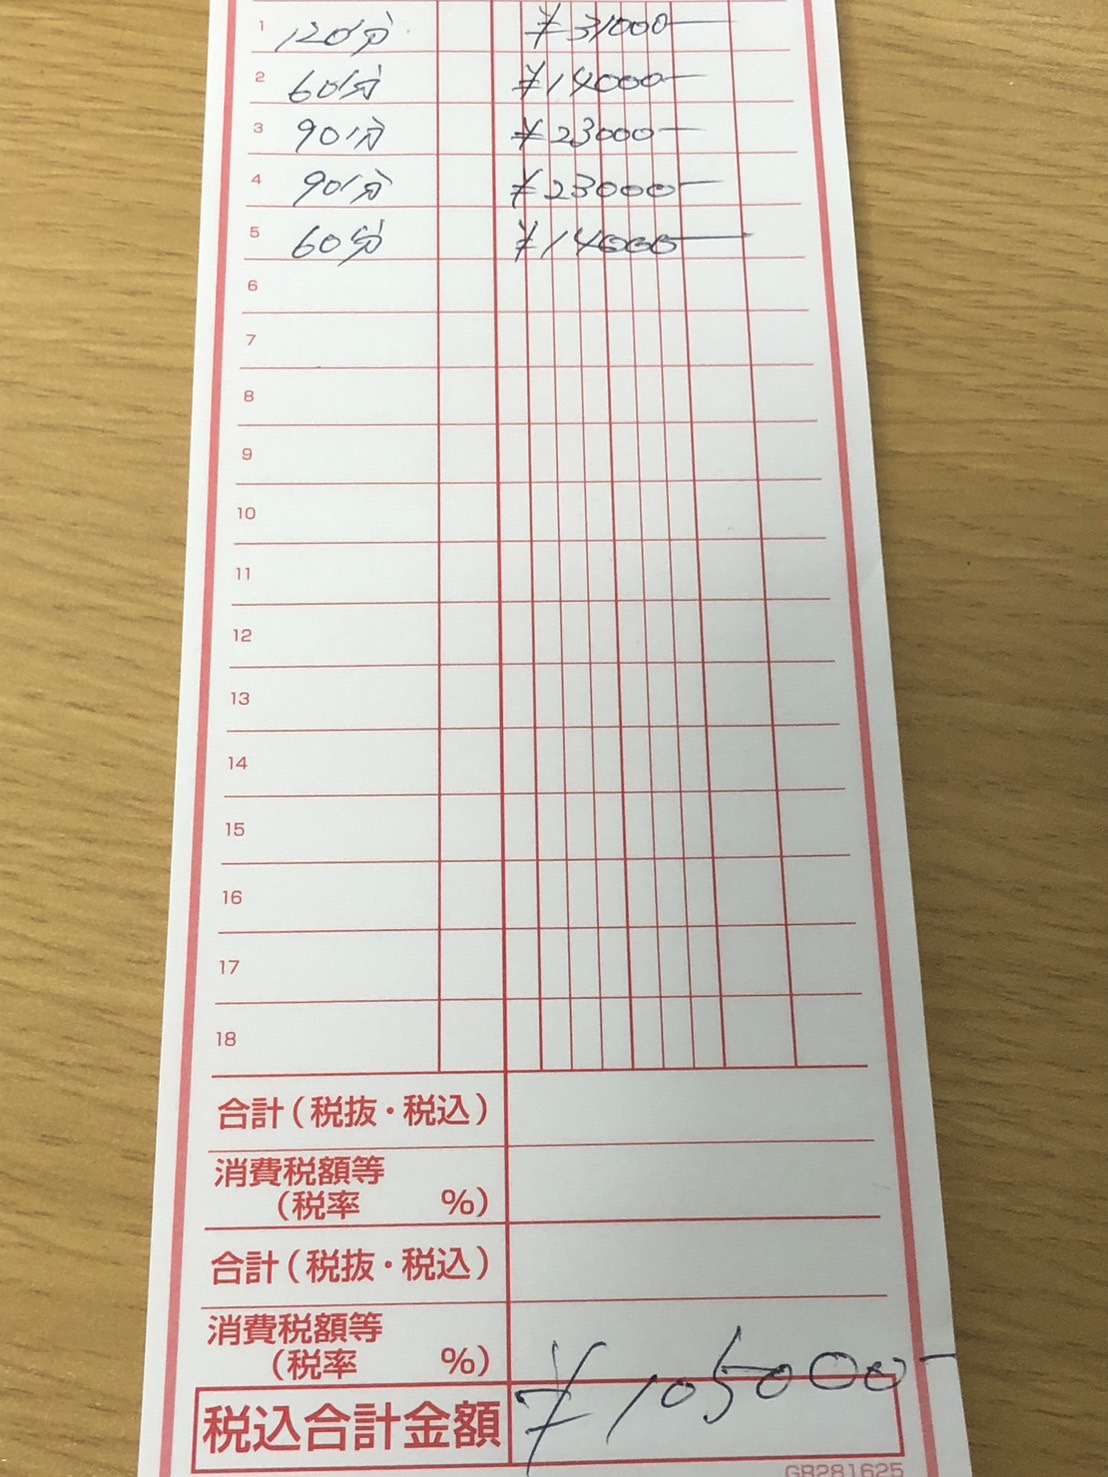 1 120分 ¥31000-
2 60分 ¥14000-
3 90分 ¥23000-
4 90分 ¥23000-
5 60分 ¥14000-
6
7
8
9
10
11
12
13
14
15
16
17
18
合計(税抜・税込)
消費税額等
(税率 %)
合計(税抜・税込)
消費税額等
(税率 %)
税込合計金額 ¥105000-
GB281625